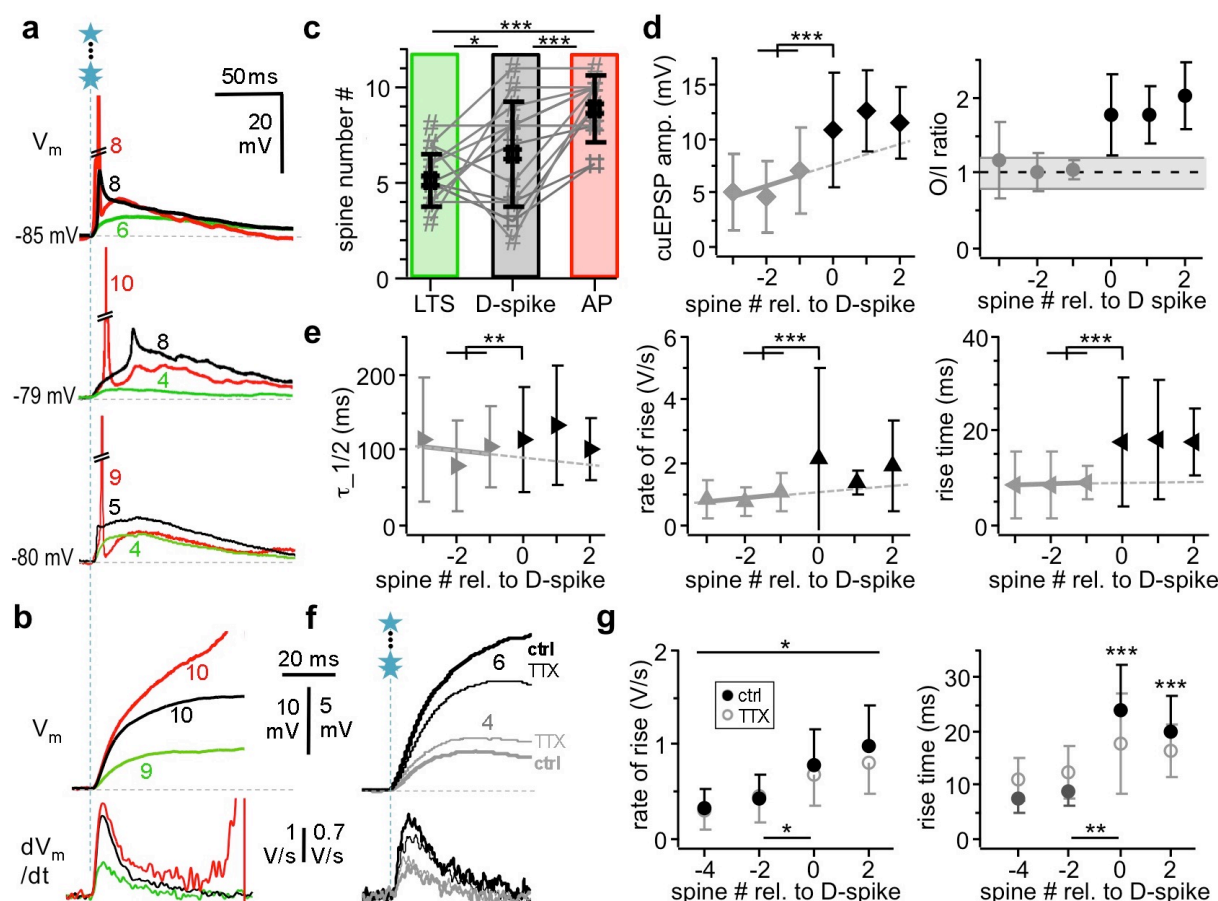 a
50 ms
20
mV
Vm
8
8
6
-85 mV
10
8
4
-79 mV
9
5
4
-80 mV
b
20 ms
10
mV
5
mV
Vm
10
10
9
dVm
/dt
1
V/s
0.7
V/s
c
***
*
***
spine number #
10
5
0
LTS
D-spike
AP
d
***
cuEPSP amp. (mV)
15
10
5
0
-2
0
2
spine # rel. to D-spike
O/I ratio
2
1
0
-2
0
2
spine # rel. to D spike
e
**
τ_1/2 (ms)
200
100
0
-2
0
2
spine # rel. to D-spike
***
rate of rise (V/s)
6
4
2
0
-2
0
2
spine # rel. to D-spike
***
rise time (ms)
40
20
0
-2
0
2
spine # rel. to D-spike
f
6
ctrl
TTX
4
TTX
ctrl
g
*
rate of rise (V/s)
2
1
0
ctrl
TTX
*
-4
-2
0
2
spine # rel. to D-spike
***
***
rise time (ms)
30
20
10
0
**
-4
-2
0
2
spine # rel. to D-spike